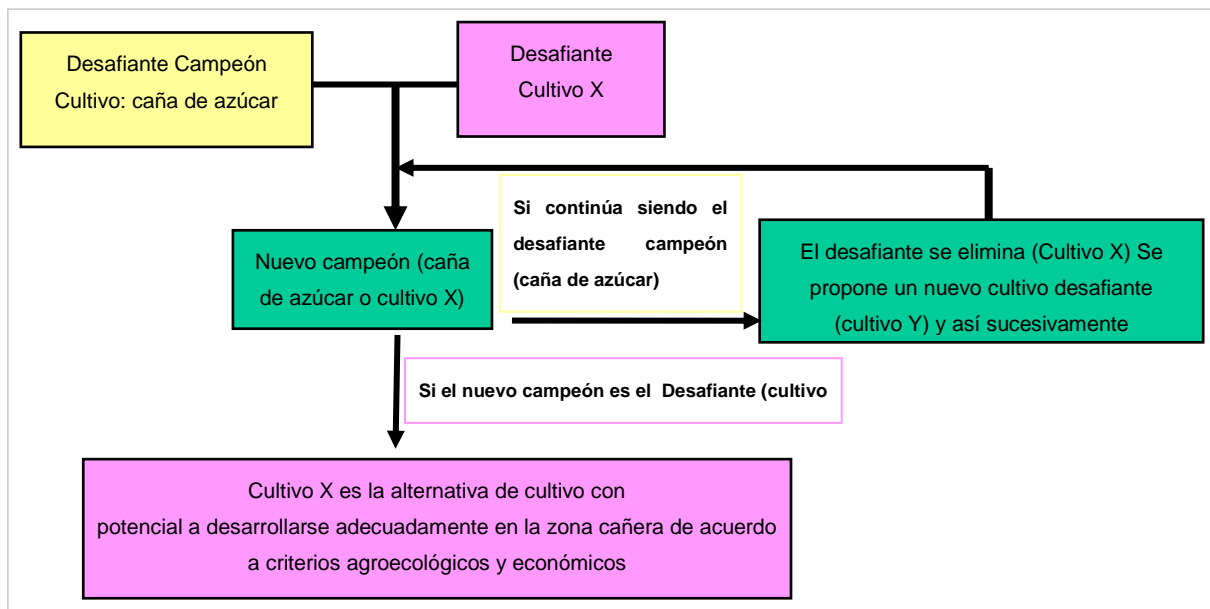 Desafiante Campeón
Cultivo: caña de azúcar
Desafiante
Cultivo X
Si continúa siendo el
desafiante campeón
(caña de azúcar)
Nuevo campeón (caña
de azúcar o cultivo X)
El desafiante se elimina (Cultivo X) Se
propone un nuevo cultivo desafiante
(cultivo Y) y así sucesivamente
Si el nuevo campeón es el Desafiante (cultivo
Cultivo X es la alternativa de cultivo con
potencial a desarrollarse adecuadamente en la zona cañera de acuerdo
a criterios agroecológicos y económicos